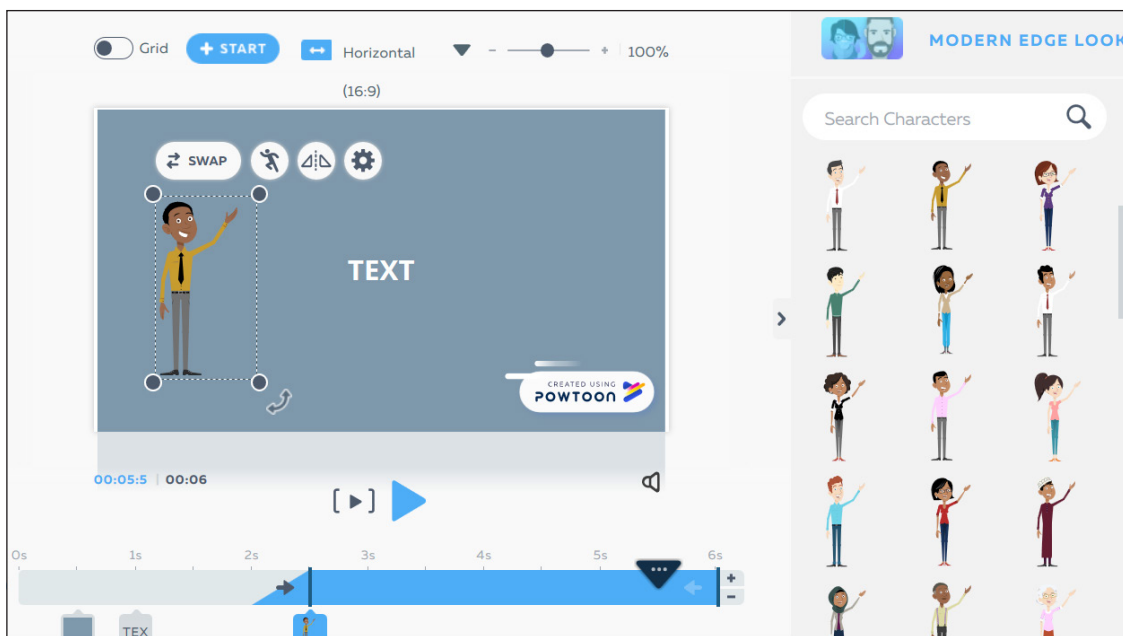 Grid
+ START
Horizontal
(16:9)
- + 100%
MODERN EDGE LOOK
Search Characters
SWAP
TEXT
CREATED USING
POWTOON
00:05:5 | 00:06
0s 1s 2s 3s 4s 5s 6s
+
-
TEX